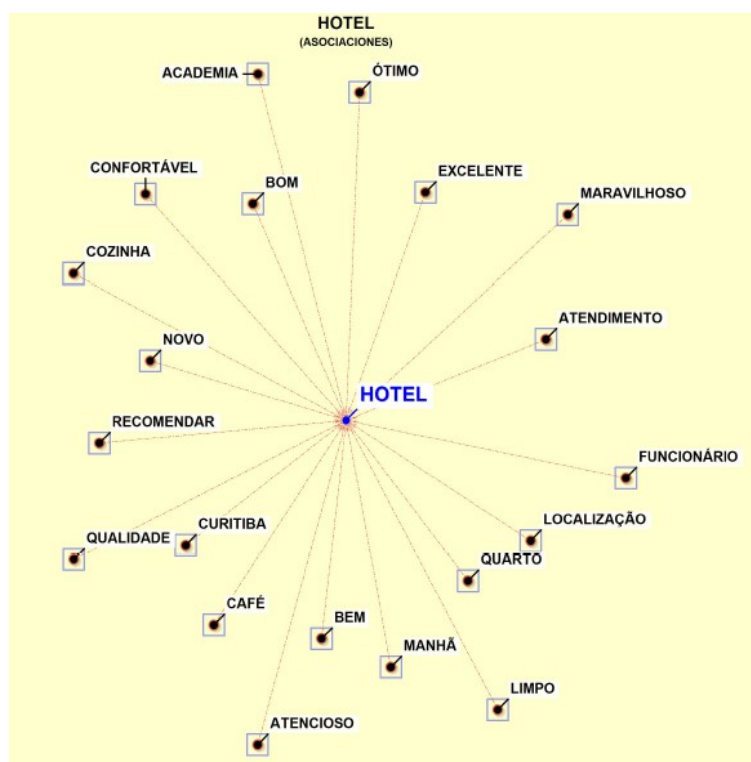 HOTEL
(ASOCIACIONES)
ACADEMIA
ÓTIMO
CONFORTÁVEL
BOM
EXCELENTE
MARAVILHOSO
COZINHA
NOVO
ATENDIMENTO
HOTEL
RECOMENDAR
FUNCIONÁRIO
QUALIDADE
CURITIBA
LOCALIZAÇÃO
QUARTO
CAFÉ
BEM
MANHÃ
LIMPO
ATENCIOSO